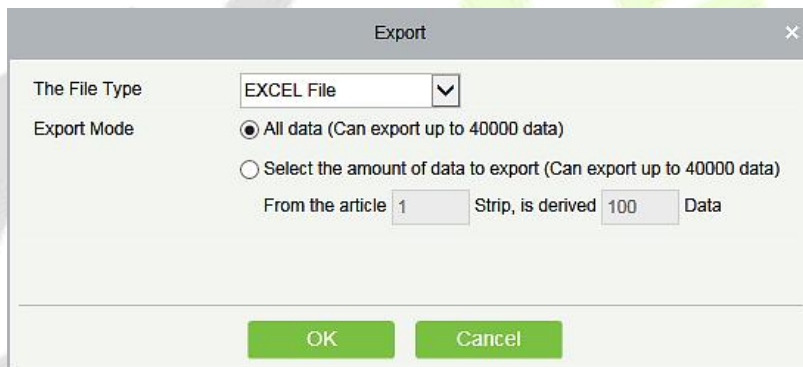 Export
The File Type EXCEL File
Export Mode All data (Can export up to 40000 data)
Select the amount of data to export (Can export up to 40000 data)
From the article 1 Strip, is derived 100 Data
OK Cancel